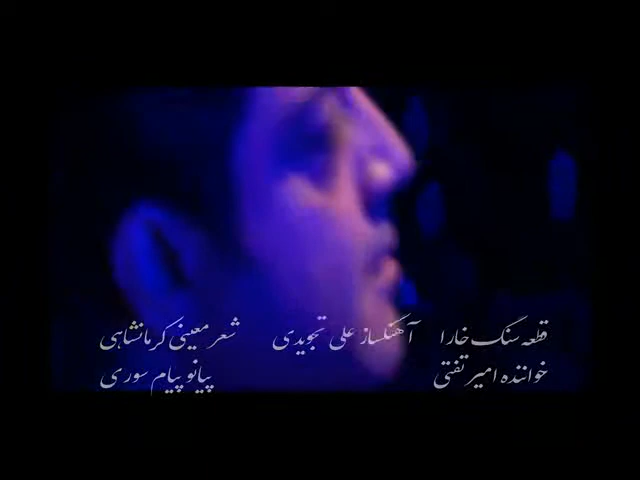 قطعه سنگ خارا آهنگساز علی تجویدی شعر معینی کرمانشاهی
خواننده امیر تفتی پیانو پیام سوری